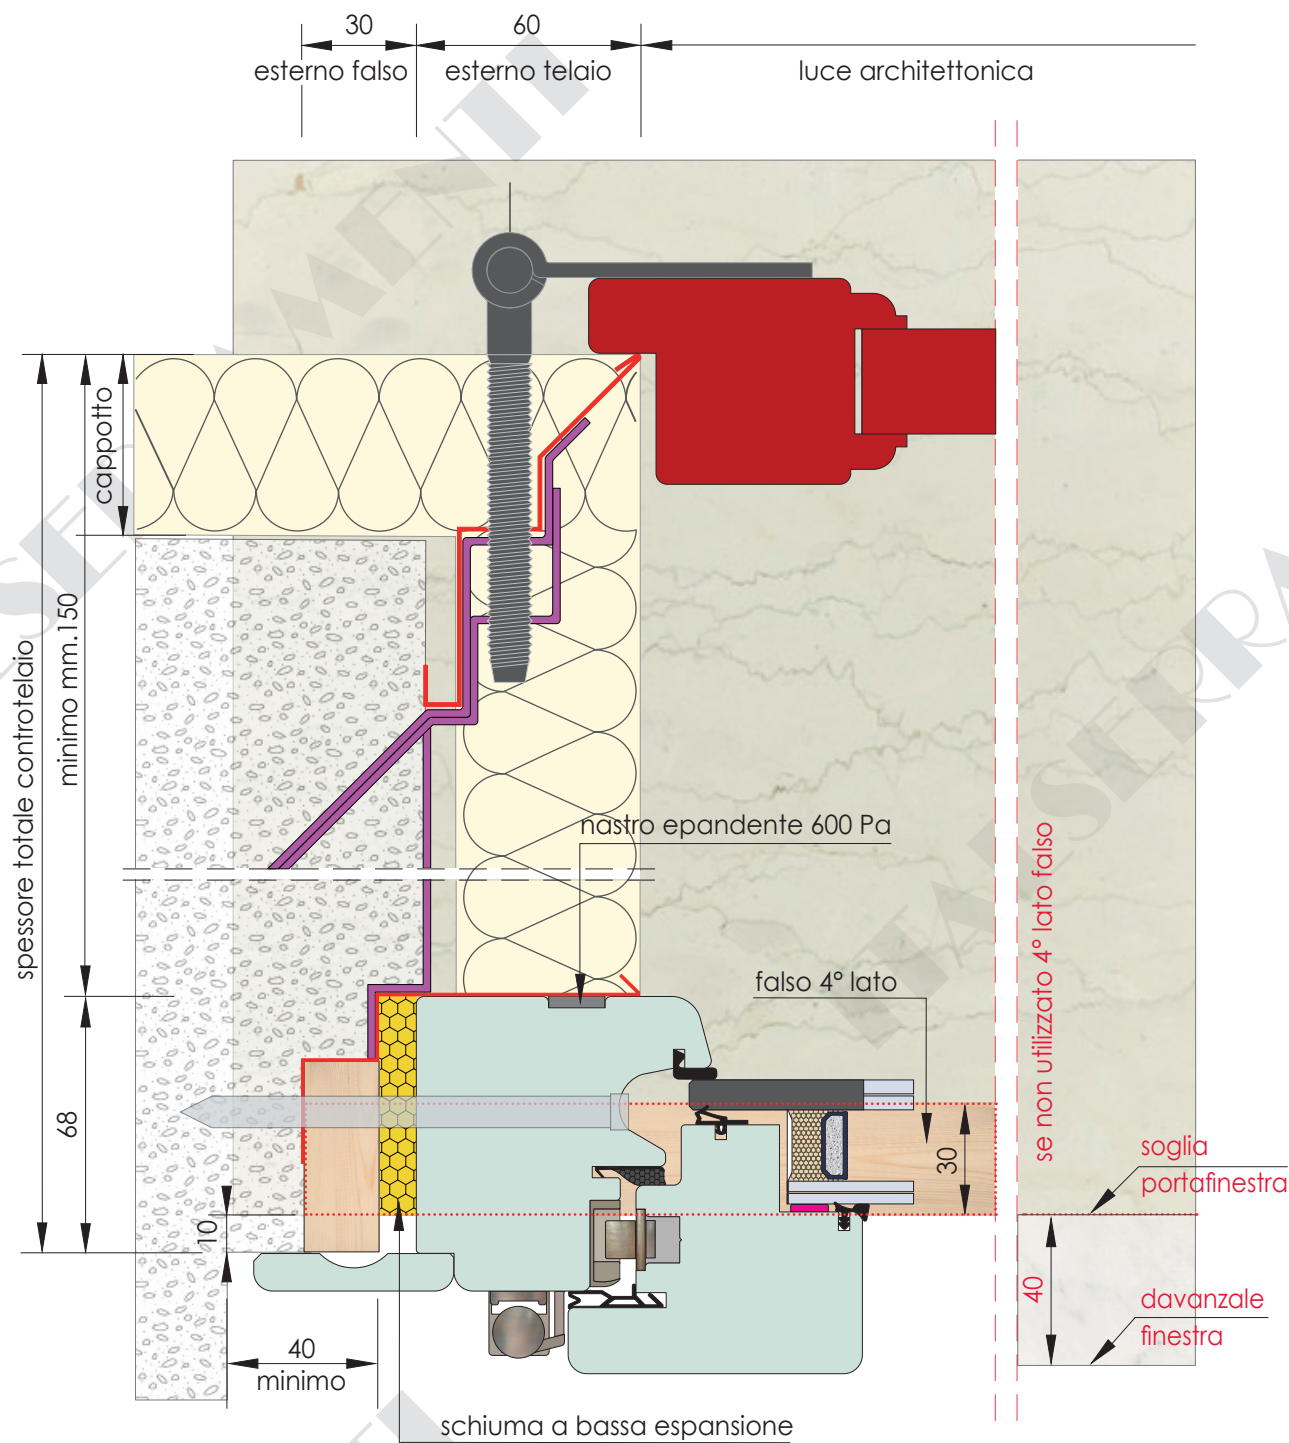 30
60
esterno falso
esterno telaio
luce architettonica
cappotto
minimo mm.150
spessore totale controtelaio
nastro epandente 600 Pa
falso 4° lato
se non utilizzato 4° lato falso
68
30
soglia
portafinestra
10
40
davanzale
finestra
40
minimo
schiuma a bassa espansione